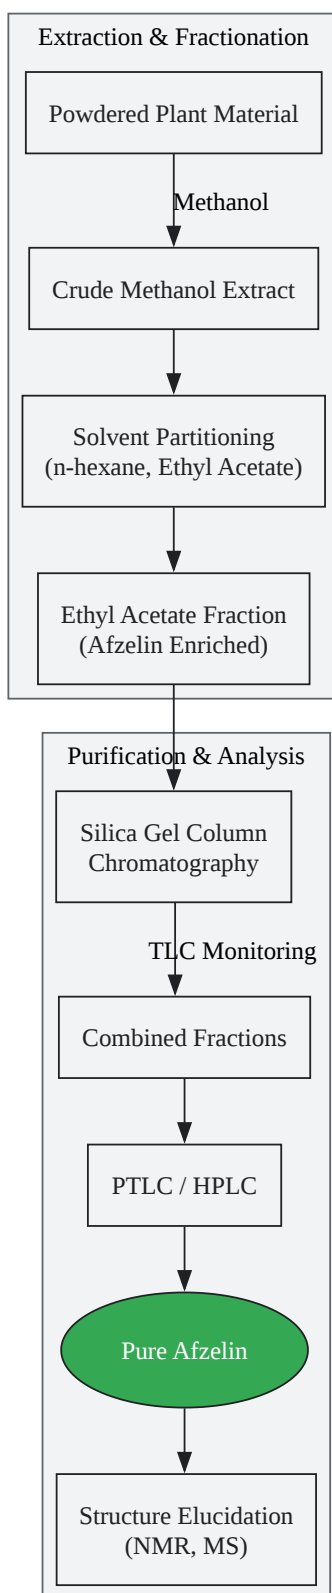 Extraction & Fractionation
Powdered Plant Material
Methanol
Crude Methanol Extract
Solvent Partitioning
(n-hexane, Ethyl Acetate)
Ethyl Acetate Fraction
(Afzelin Enriched)
Purification & Analysis
Silica Gel Column
Chromatography
TLC Monitoring
Combined Fractions
PTLC / HPLC
Pure Afzelin
Structure Elucidation
(NMR, MS)